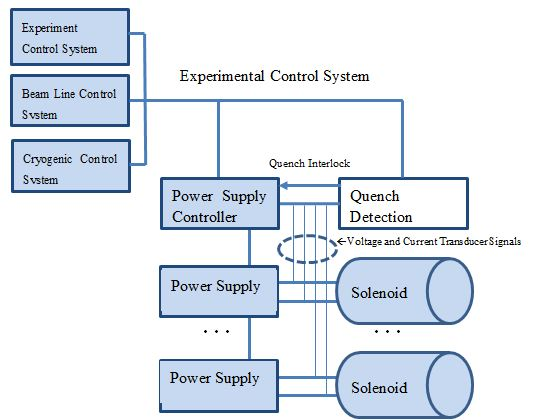 Experiment
Control System
Experimental Control System
Beam Line Control
System
Quench Interlock
Cryogenic Control
System
Power Supply
Controller
Quench
Detection
←Voltage and Current Transducer Signals
Power Supply
Solenoid
. . .
. . .
Power Supply
Solenoid